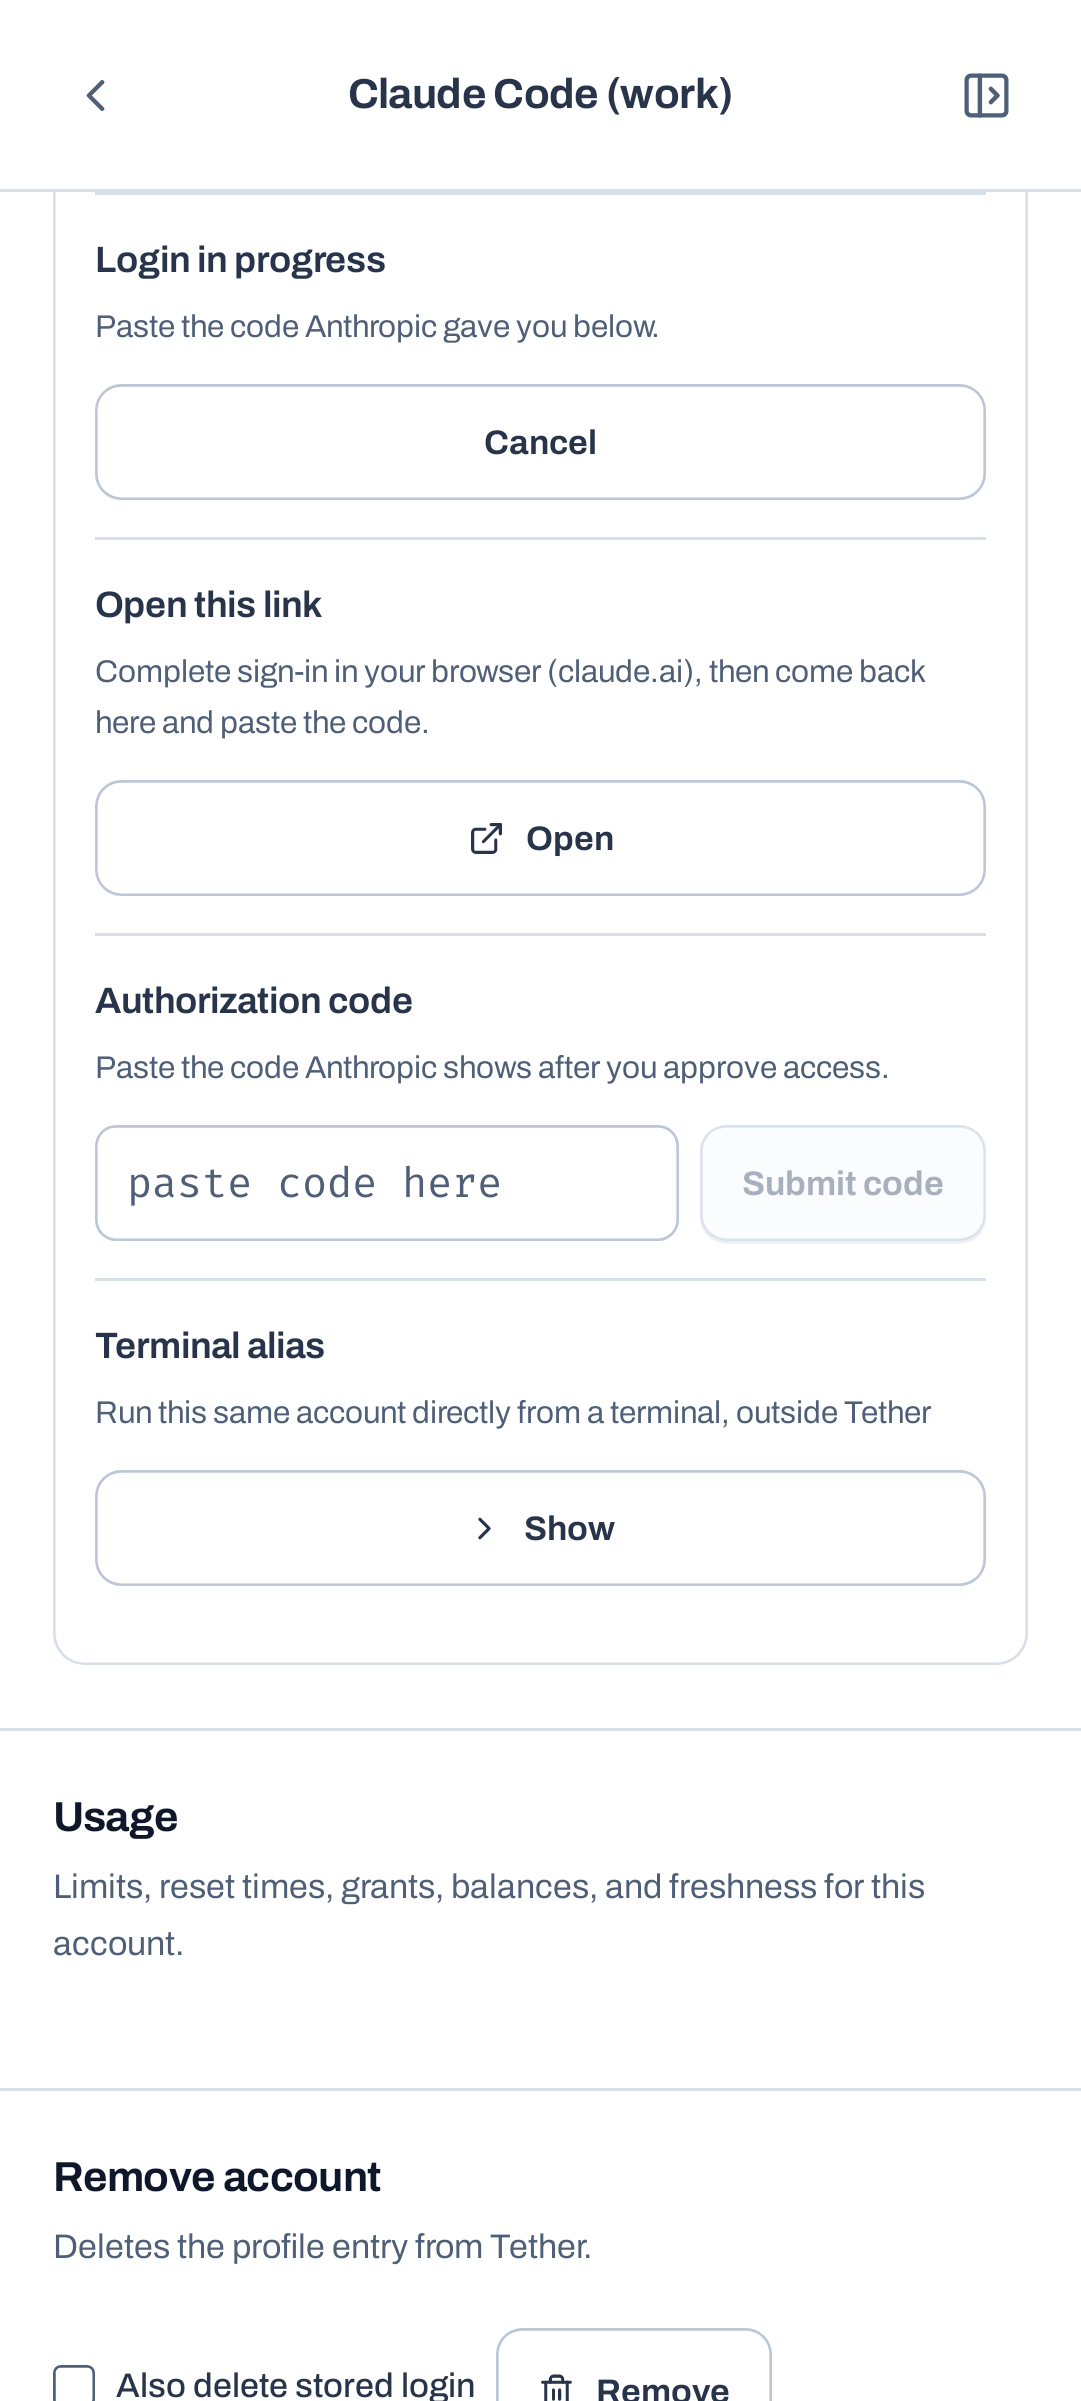 Claude Code (work)
Login in progress
Paste the code Anthropic gave you below.
Cancel
Open this link
Complete sign-in in your browser (claude.ai), then come back
here and paste the code.
Open
Authorization code
Paste the code Anthropic shows after you approve access.
paste code here
Submit code
Terminal alias
Run this same account directly from a terminal, outside Tether
Show
Usage
Limits, reset times, grants, balances, and freshness for this
account.
Remove account
Deletes the profile entry from Tether.
Also delete stored login
Remove